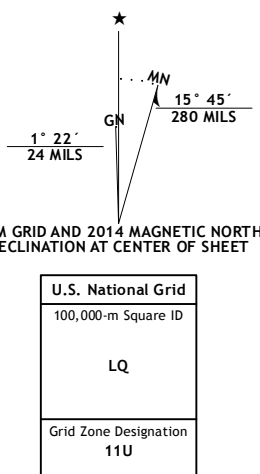 ★
MN
GN
15° 45´
280 MILS
1° 22´
24 MILS
M GRID AND 2014 MAGNETIC NORTH
ECLINATION AT CENTER OF SHEET
U.S. National Grid
100,000-m Square ID
LQ
Grid Zone Designation
11U